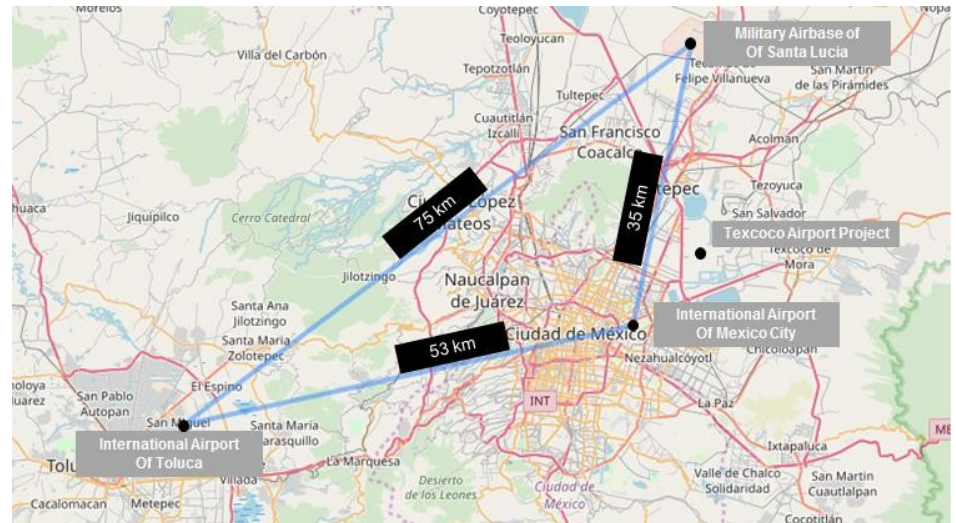 Morelos
Coyotepec
Teoloyucan
Military Airbase of
Of Santa Lucia
Villa del Carbón
Tepotzotlán
Felipe Villanueva
San Martín
de las Pirámides
Tultepec
Cuautitlán
Izcalli
San Francisco
Coacalco
Acolman
75 km
35 km
Tezoyuca
San Salvador
Jiquipilco
Cerro Catedral
Texcoco Airport Project
Texcoco de
Mora
Jilotzingo
Naucalpan
de Juárez
Santa Ana
Jilotzingo
International Airport
Of Mexico City
53 km
Ciudad de México
Santa María
Zolotepec
Chicoloapan
Nezahualcóyotl
El Espino
San Pablo
Autopan
INT
La Paz
San Miguel
Santa María
International Airport
Of Toluca
Ixtapaluca
La Marquesa
Villada
Valle de Chalco
Solidaridad
San Martín
Cuautlalpan
Desierto
de los Leones
Ciudad de
México
Cacalomacan
Metepec
Cocotitlán